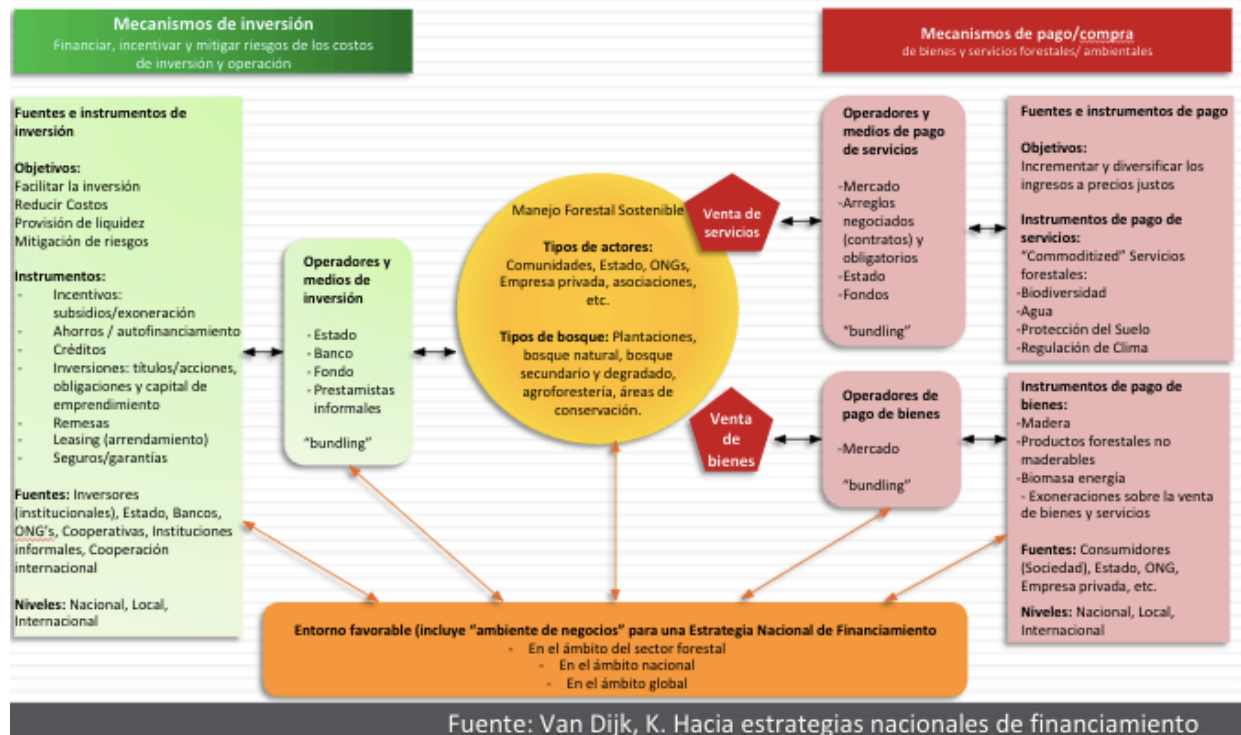 Mecanismos de inversión
Financiar, incentivar y mitigar riesgos de los costos
de inversión y operación
Mecanismos de pago/compra
de bienes y servicios forestales/ ambientales
Fuentes e instrumentos de
inversión
Objetivos:
Facilitar la inversión
Reducir Costos
Provisión de liquidez
Mitigación de riesgos
Instrumentos:
- Incentivos:
subsidios/exoneración
- Ahorros / autofinanciamiento
- Créditos
- Inversiones: títulos/acciones,
obligaciones y capital de
emprendimiento
- Remesas
- Leasing (arrendamiento)
- Seguros/garantías
Fuentes: Inversores
(institucionales), Estado, Bancos,
ONG's, Cooperativas, Instituciones
informales, Cooperación
internacional
Niveles: Nacional, Local,
Internacional
Operadores y
medios de
inversión
- Estado
- Banco
- Fondo
- Prestamistas
informales
"bundling"
Manejo Forestal Sostenible
Tipos de actores:
Comunidades, Estado, ONGs,
Empresa privada, asociaciones,
etc.
Tipos de bosque: Plantaciones,
bosque natural, bosque
secundario y degradado,
agroforestería, áreas de
conservación.
Venta de
servicios
Venta
de
bienes
Operadores y
medios de pago
de servicios
-Mercado
-Arreglos
negociados
(contratos) y
obligatorios
-Estado
-Fondos
"bundling"
Operadores de
pago de bienes
-Mercado
"bundling"
Fuentes e instrumentos de pago
Objetivos:
Incrementar y diversificar los
ingresos a precios justos
Instrumentos de pago de
servicios:
"Commoditized" Servicios
forestales:
-Biodiversidad
-Agua
-Protección del Suelo
-Regulación de Clima
Instrumentos de pago de
bienes:
-Madera
-Productos forestales no
maderables
-Biomasa energía
- Exoneraciones sobre la venta
de bienes y servicios
Fuentes: Consumidores
(Sociedad), Estado, ONG,
Empresa privada, etc.
Niveles: Nacional, Local,
Internacional
Entorno favorable (incluye "ambiente de negocios" para una Estrategia Nacional de Financiamiento
- En el ámbito del sector forestal
- En el ámbito nacional
- En el ámbito global
Fuente: Van Dijk, K. Hacia estrategias nacionales de financiamiento